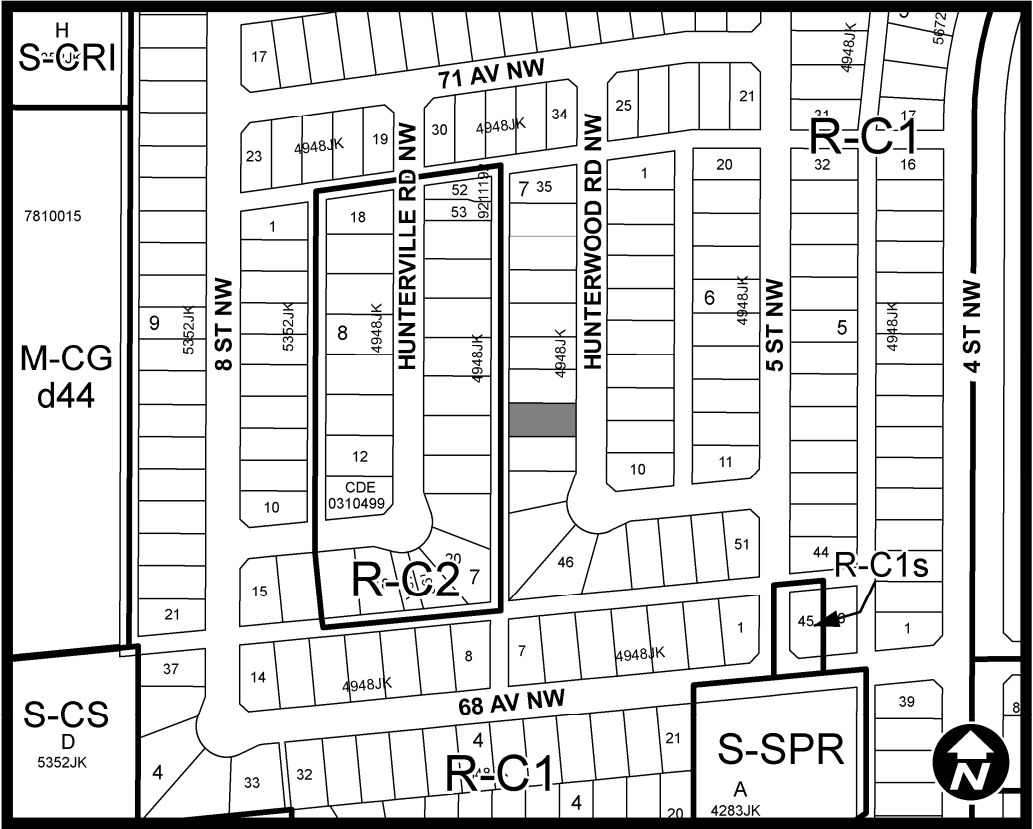 H
S-CRI
17
71 AV NW
4948JK
5672
21
25
34
4948JK
30
19
4948JK
23
31
17
R-C1
HUNTERVILLE RD NW
HUNTERWOOD RD NW
7810015
1
18
52
9211193
53
7 35
1
20
32
16
9
5352JK
8 ST NW
5352JK
8
4948JK
4948JK
4948JK
6
4948JK
5 ST NW
5
4948JK
4 ST NW
M-CG
d44
12
CDE
0310499
10
10
11
15
R-C2
20
7
46
51
44
R-C1s
21
45
1
37
14
4948JK
8
7
4948JK
1
68 AV NW
S-CS
D
5352JK
4
33
32
4
R-C1
4
21
20
S-SPR
A
4283JK
39
8
N